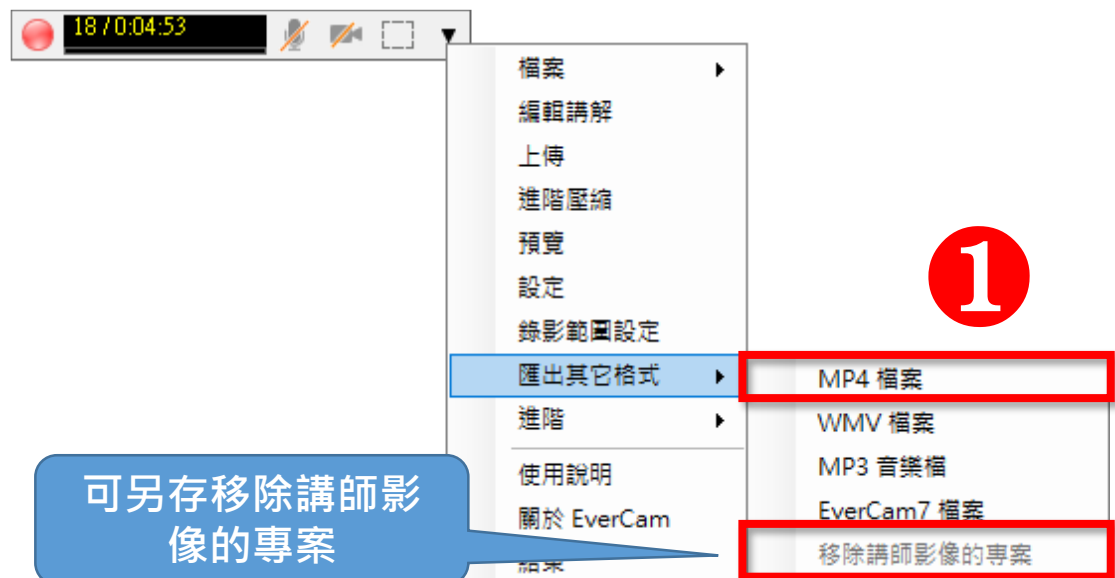 18 / 0:04:53
檔案
編輯講解
上傳
進階壓縮
預覽
設定
錄影範圍設定
匯出其它格式
進階
使用說明
關於 EverCam
結束
1
MP4 檔案
WMV 檔案
MP3 音樂檔
EverCam7 檔案
移除講師影像的專案
可另存移除講師影
像的專案